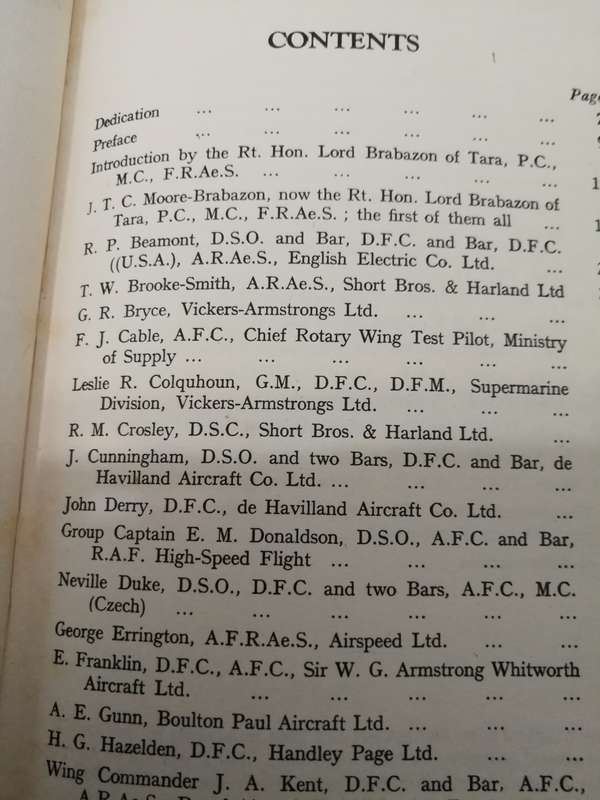 CONTENTS
Page
Dedication ... ... ... ... ... ...
Preface ... ... ... ... ... ...
Introduction by the Rt. Hon. Lord Brabazon of Tara, P.C.,
M.C., F.R.Ae.S. ... ... ... ... ... 1
J. T. C. Moore-Brabazon, now the Rt. Hon. Lord Brabazon of
Tara, P.C., M.C., F.R.Ae.S. ; the first of them all ... 1
R. P. Beamont, D.S.O. and Bar, D.F.C. and Bar, D.F.C.
((U.S.A.), A.R.Ae.S., English Electric Co. Ltd. ...
T. W. Brooke-Smith, A.R.Ae.S., Short Bros. & Harland Ltd
G. R. Bryce, Vickers-Armstrongs Ltd. ... ... ...
F. J. Cable, A.F.C., Chief Rotary Wing Test Pilot, Ministry
of Supply ... ... ... ... ... ...
Leslie R. Colquhoun, G.M., D.F.C., D.F.M., Supermarine
Division, Vickers-Armstrongs Ltd. ... ... ...
R. M. Crosley, D.S.C., Short Bros. & Harland Ltd. ...
J. Cunningham, D.S.O. and two Bars, D.F.C. and Bar, de
Havilland Aircraft Co. Ltd. ... ... ... ...
John Derry, D.F.C., de Havilland Aircraft Co. Ltd. ...
Group Captain E. M. Donaldson, D.S.O., A.F.C. and Bar,
R.A.F. High-Speed Flight ... ... ... ...
Neville Duke, D.S.O., D.F.C. and two Bars, A.F.C., M.C.
(Czech) ... ... ... ... ... ...
George Errington, A.F.R.Ae.S., Airspeed Ltd. ... ...
E. Franklin, D.F.C., A.F.C., Sir W. G. Armstrong Whitworth
Aircraft Ltd. ... ... ... ... ...
A. E. Gunn, Boulton Paul Aircraft Ltd. ... ... ...
H. G. Hazelden, D.F.C., Handley Page Ltd. ... ...
Wing Commander J. A. Kent, D.F.C. and Bar, A.F.C.,